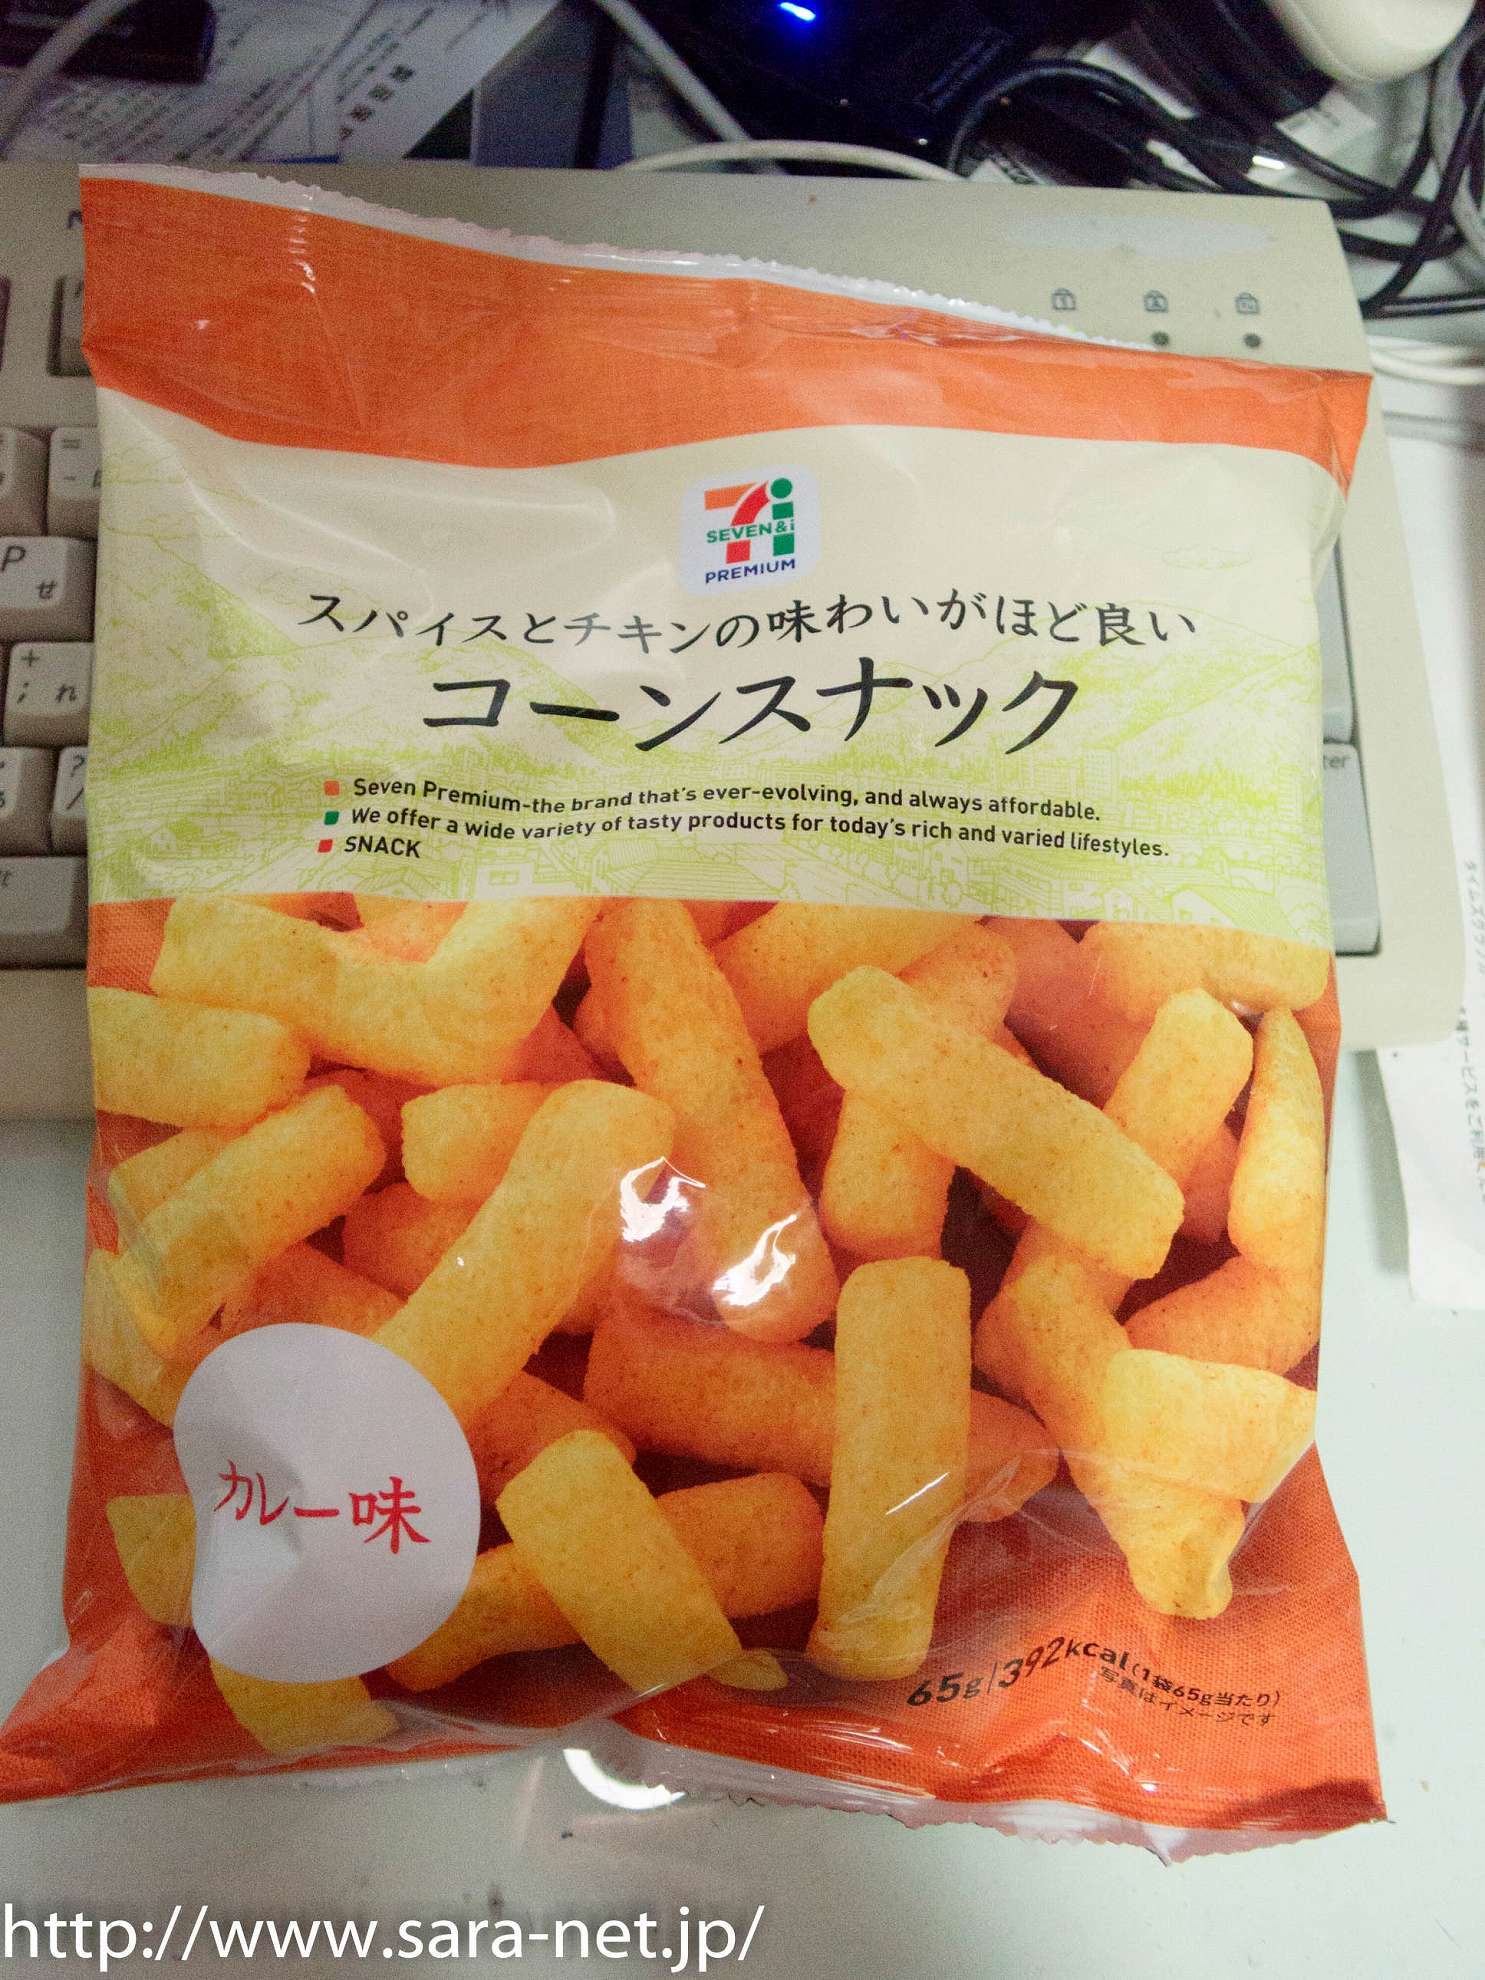 SEVEN&i
PREMIUM
スパイスとチキンの味わいがほど良い
コーンスナック
Seven Premium-the brand that's ever-evolving, and always affordable.
We offer a wide variety of tasty products for today's rich and varied lifestyles.
SNACK
P
せ
+
; れ
?
/
カレー味
65g/392kcal(1袋65g当たり)
写真はイメージです
http://www.sara-net.jp/